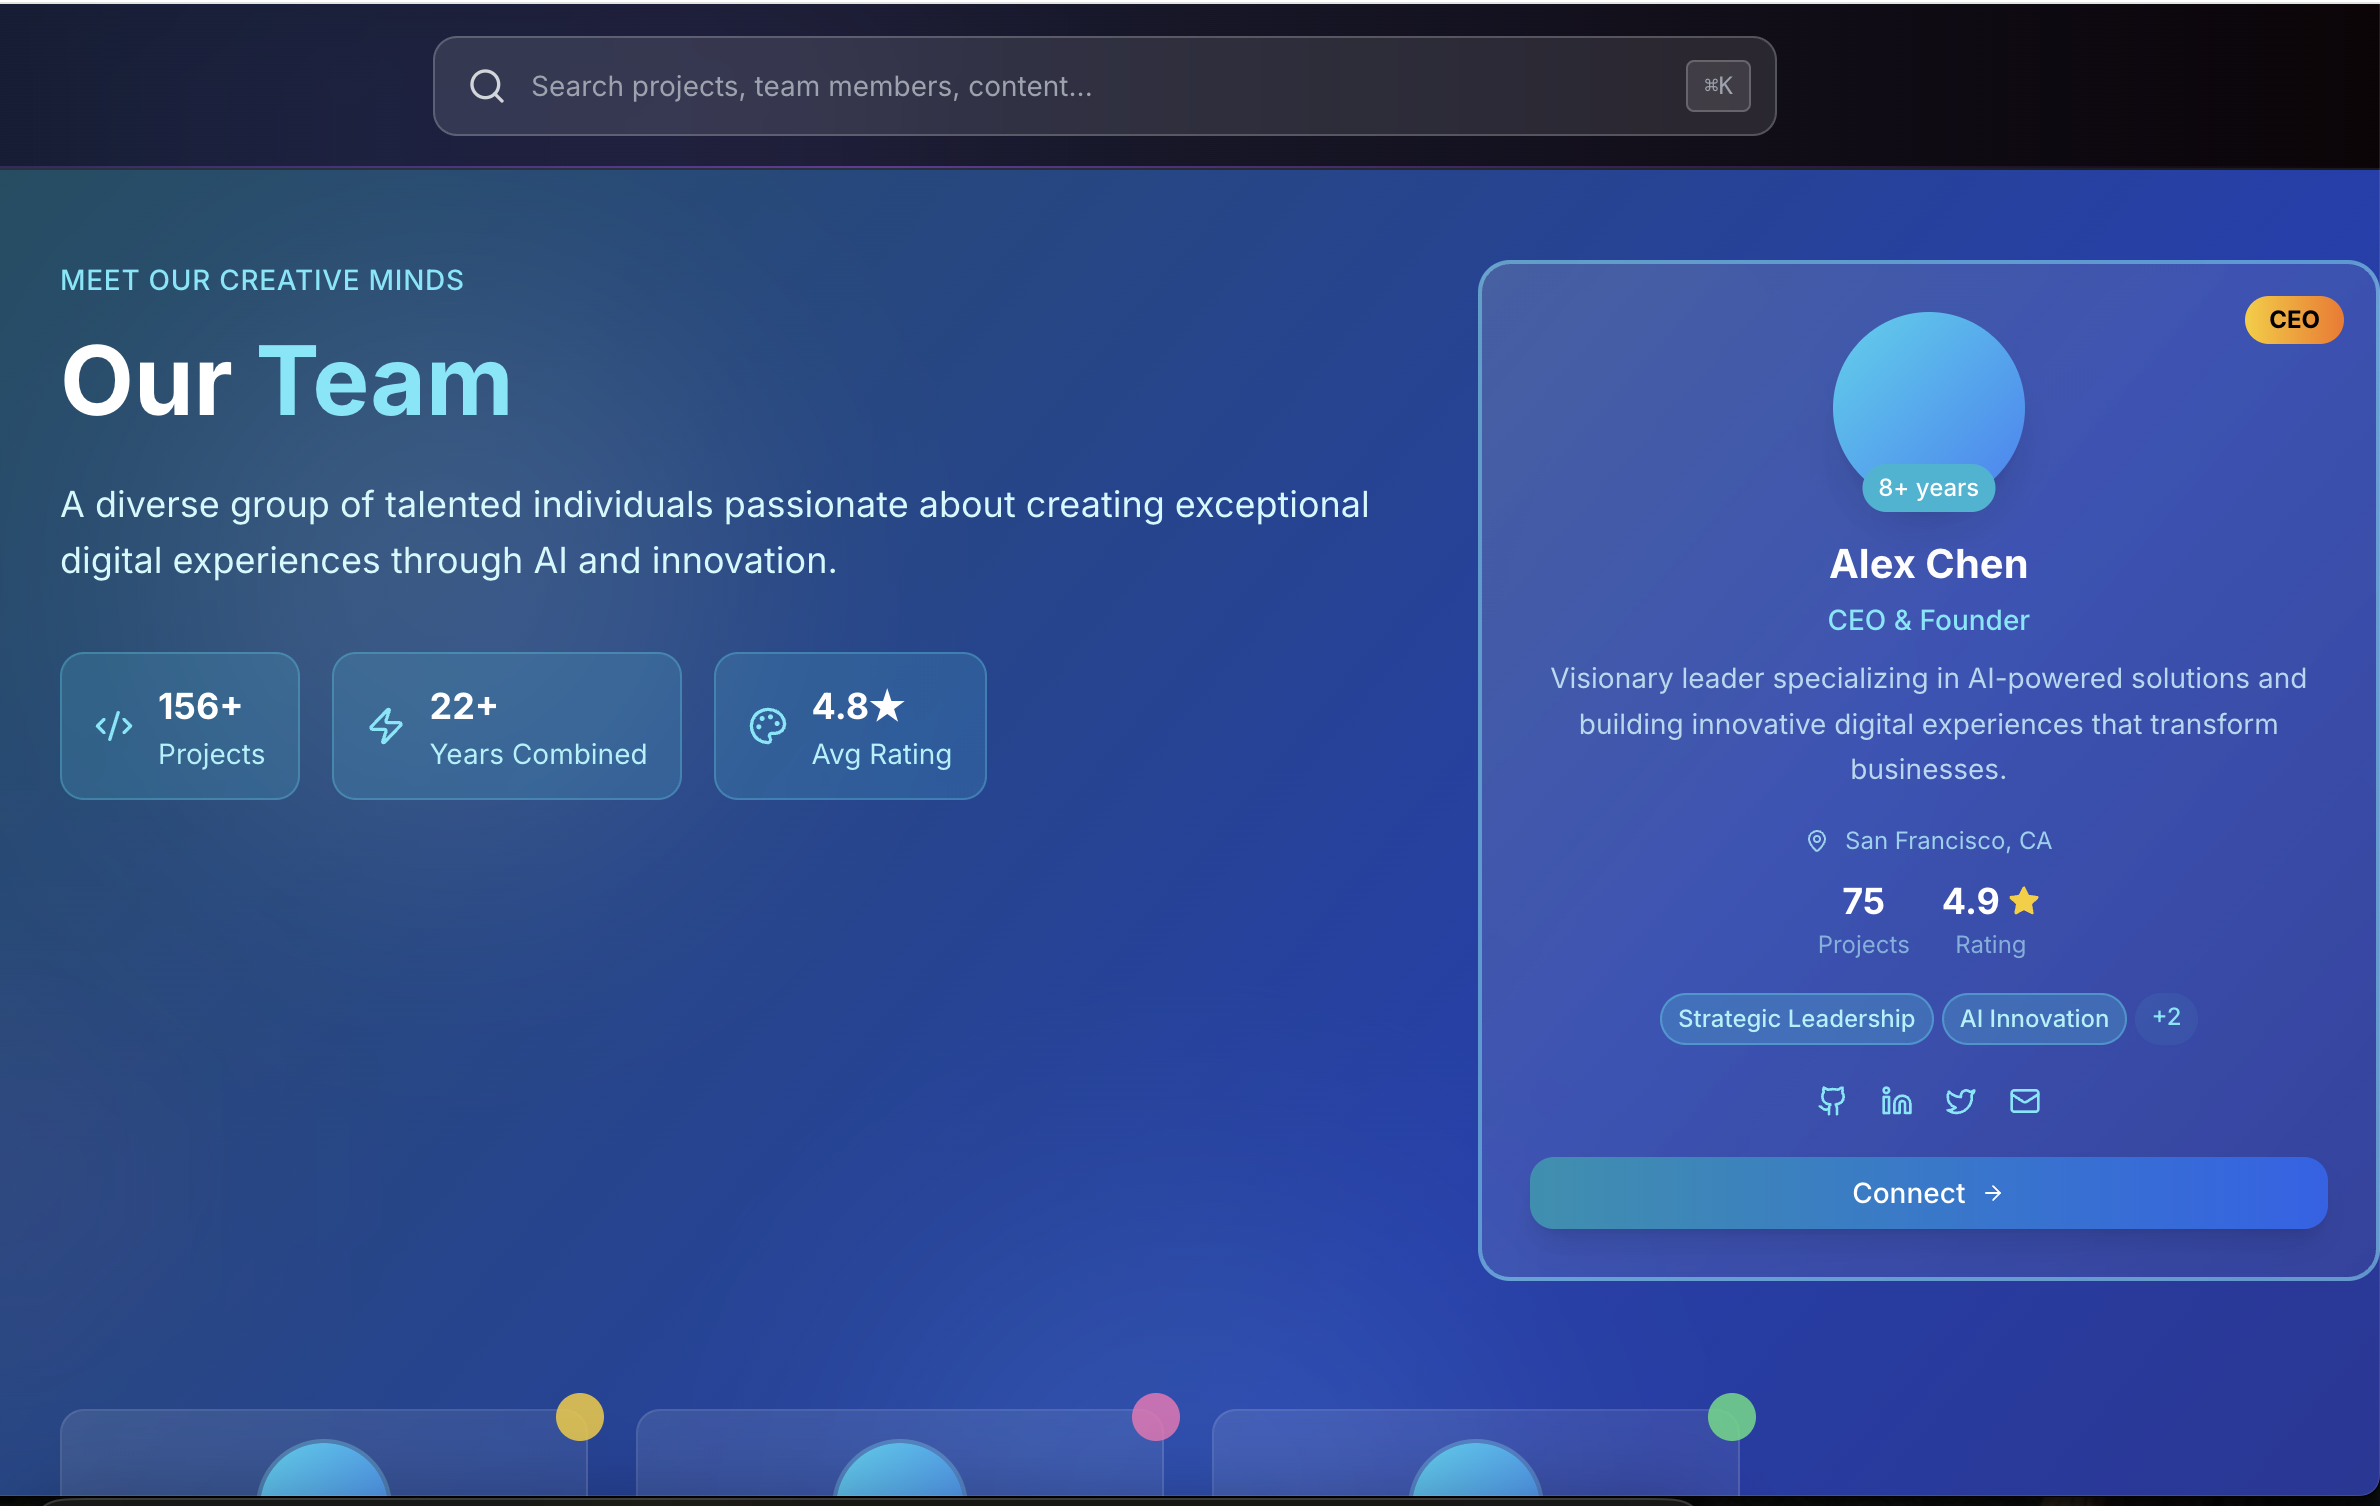 Search projects, team members, content...
⌘K
MEET OUR CREATIVE MINDS
Our Team
A diverse group of talented individuals passionate about creating exceptional
digital experiences through AI and innovation.
156+
Projects
22+
Years Combined
4.8★
Avg Rating
CEO
8+ years
Alex Chen
CEO & Founder
Visionary leader specializing in AI-powered solutions and
building innovative digital experiences that transform
businesses.
San Francisco, CA
75
Projects
4.9
Rating
Strategic Leadership
AI Innovation
+2
Connect →